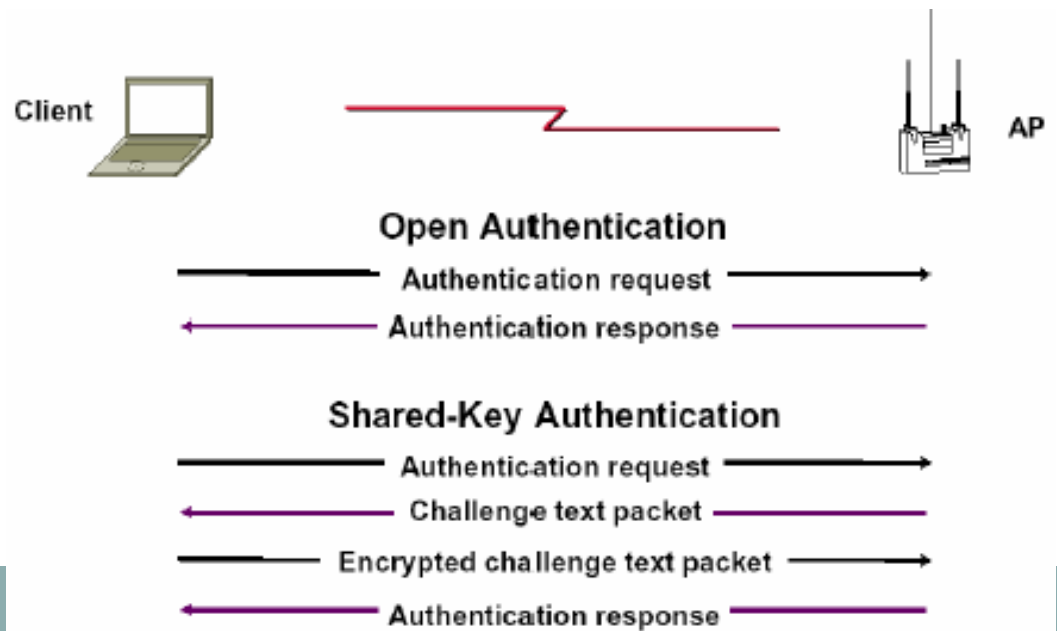 Client
AP
Open Authentication
Authentication request
Authentication response
Shared-Key Authentication
Authentication request
Challenge text packet
Encrypted challenge text packet
Authentication response